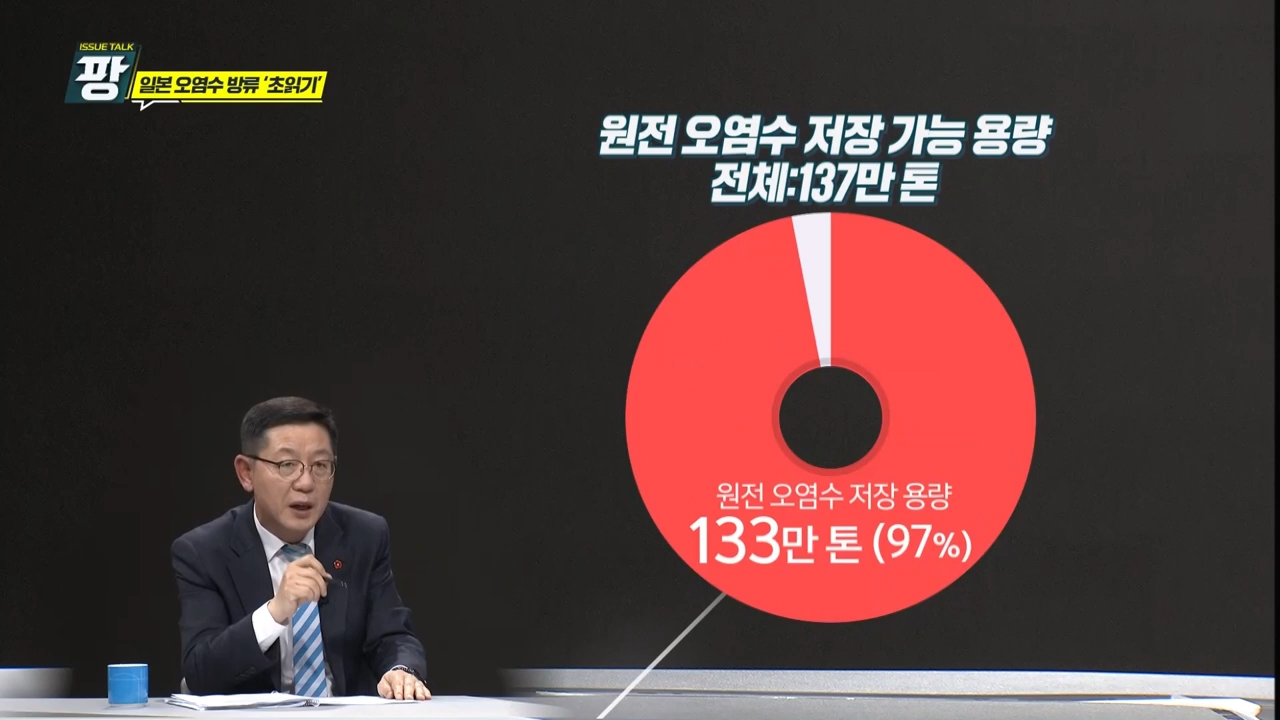 ISSUE TALK
팡
일본 오염수 방류 '초읽기'
원전 오염수 저장 가능 용량
전체:137만 톤
원전 오염수 저장 용량
133만 톤 (97%)